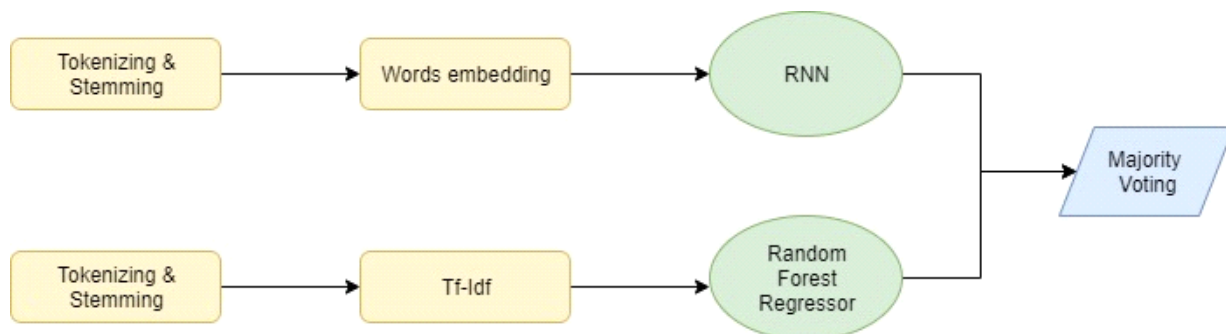 Tokenizing &
Stemming
Words embedding
RNN
Majority
Voting
Tokenizing &
Stemming
Tf-Idf
Random
Forest
Regressor